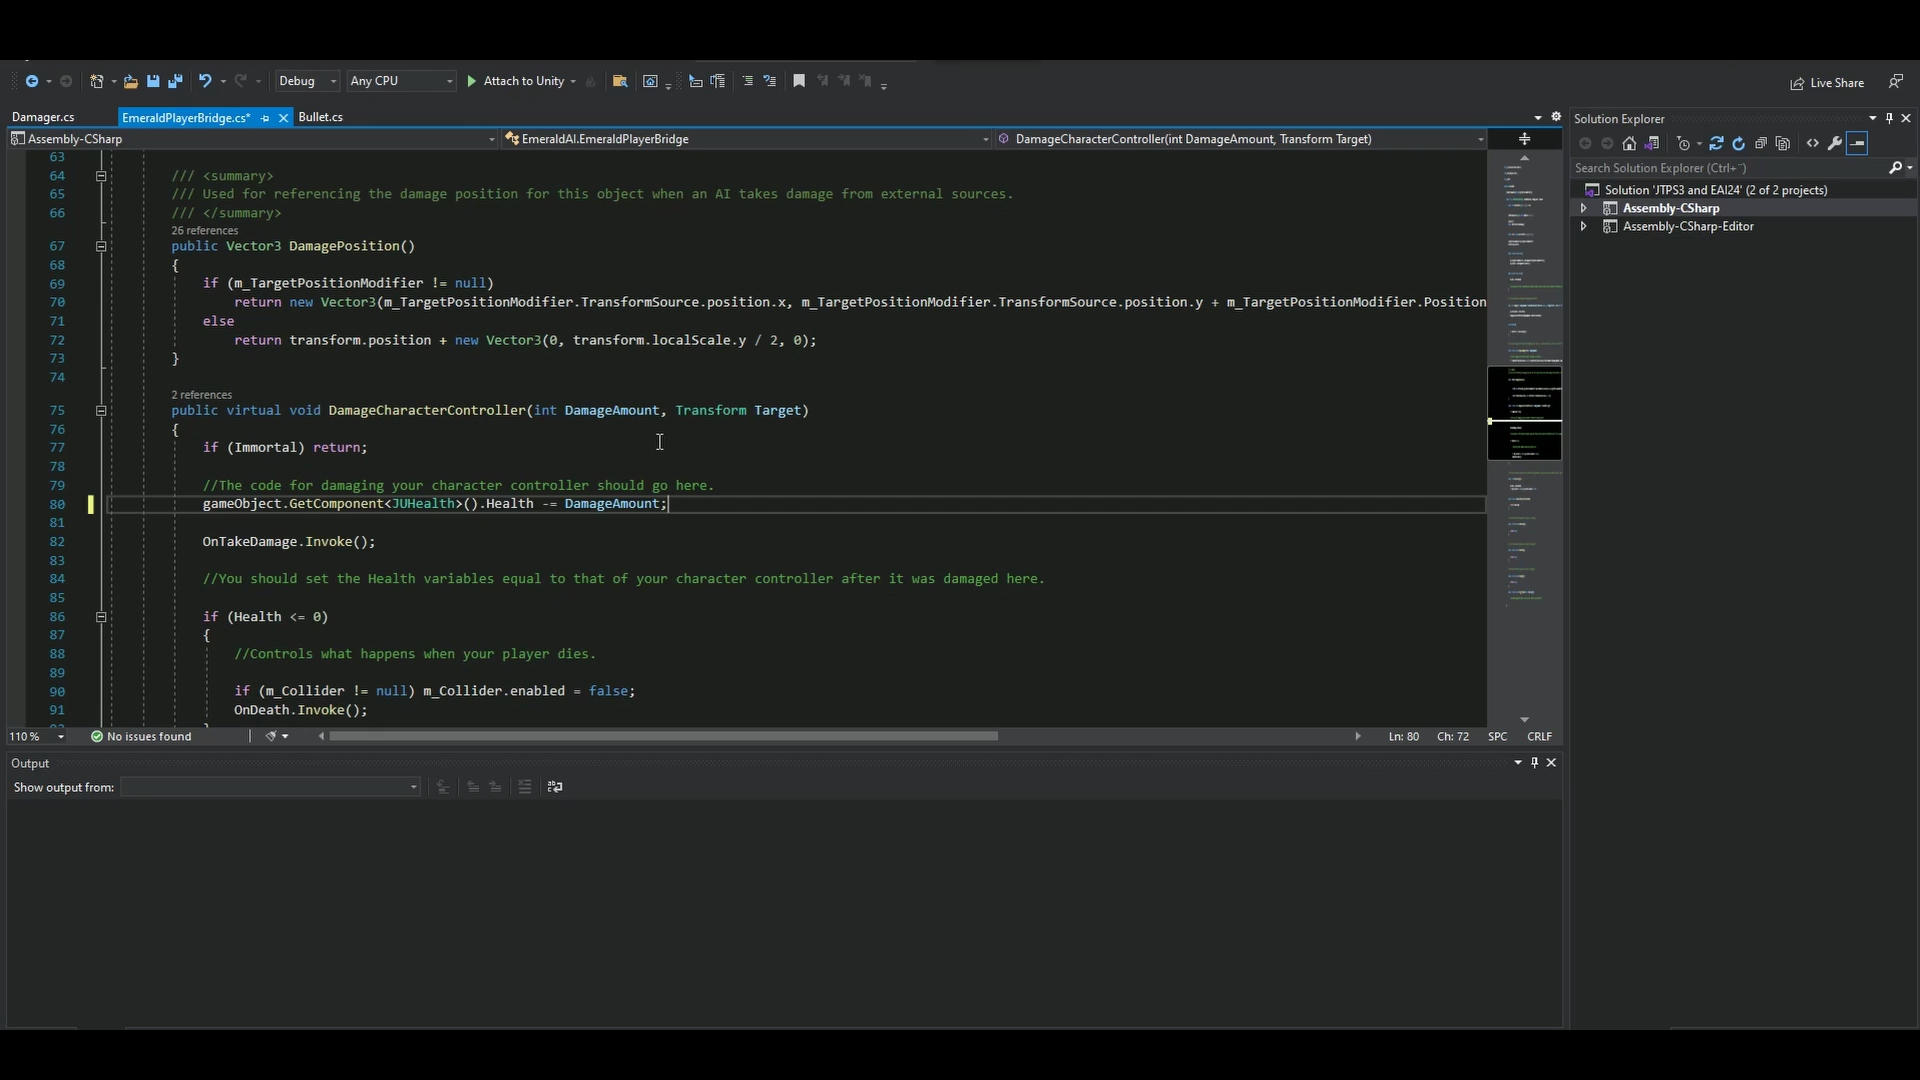 Debug
Any CPU
Attach to Unity
Live Share
Damager.cs
EmeraldPlayerBridge.cs*
Bullet.cs
Assembly-CSharp
EmeraldAI.EmeraldPlayerBridge
DamageCharacterController(int DamageAmount, Transform Target)
63
64 /// <summary>
65 /// Used for referencing the damage position for this object when an AI takes damage from external sources.
66 /// </summary>
26 references
67 public Vector3 DamagePosition()
68 {
69 if (m_TargetPositionModifier != null)
70 return new Vector3(m_TargetPositionModifier.TransformSource.position.x, m_TargetPositionModifier.TransformSource.position.y + m_TargetPositionModifier.Position
71 else
72 return transform.position + new Vector3(0, transform.localScale.y / 2, 0);
73 }
74
2 references
75 public virtual void DamageCharacterController(int DamageAmount, Transform Target)
76 {
77 if (Immortal) return;
78
79 //The code for damaging your character controller should go here.
80 gameObject.GetComponent<JUHealth>().Health -= DamageAmount;
81
82 OnTakeDamage.Invoke();
83
84 //You should set the Health variables equal to that of your character controller after it was damaged here.
85
86 if (Health <= 0)
87 {
88 //Controls what happens when your player dies.
89
90 if (m_Collider != null) m_Collider.enabled = false;
91 OnDeath.Invoke();
110 %
No issues found
Ln: 80
Ch: 72
SPC
CRLF
Output
Show output from:
Solution Explorer
Search Solution Explorer (Ctrl+¨)
Solution 'JTPS3 and EAI24' (2 of 2 projects)
Assembly-CSharp
Assembly-CSharp-Editor